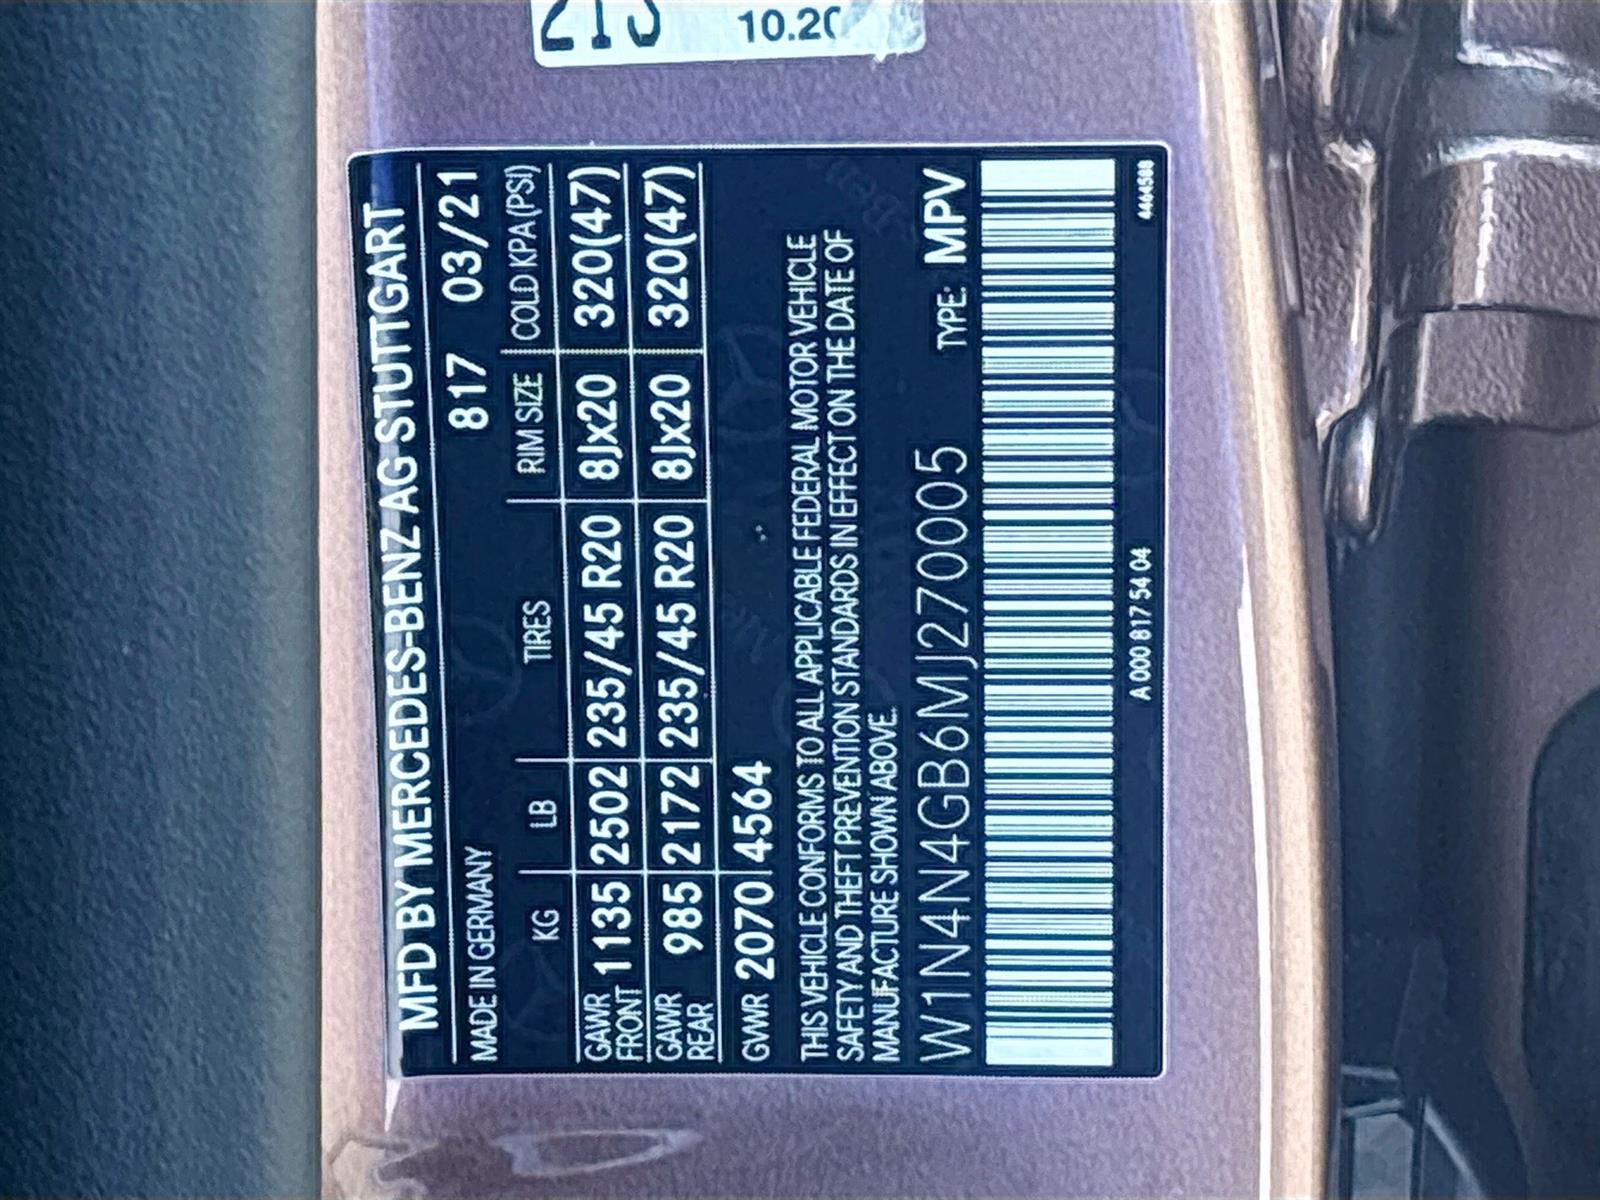 10.20
MFD BY MERCEDES-BENZ AG STUTTGART
MADE IN GERMANY 817 03/21
KG LB TIRES RIM SIZE COLD KPA(PSI)
GAWR FRONT 1135 2502 235/45 R20 8Jx20 320(47)
GAWR REAR 985 2172 235/45 R20 8Jx20 320(47)
GVWR 2070 4564
THIS VEHICLE CONFORMS TO ALL APPLICABLE FEDERAL MOTOR VEHICLE
SAFETY AND THEFT PREVENTION STANDARDS IN EFFECT ON THE DATE OF
MANUFACTURE SHOWN ABOVE.
W1N4N4GB6MJ270005 TYPE: MPV
A 000 817 54 04 4464588